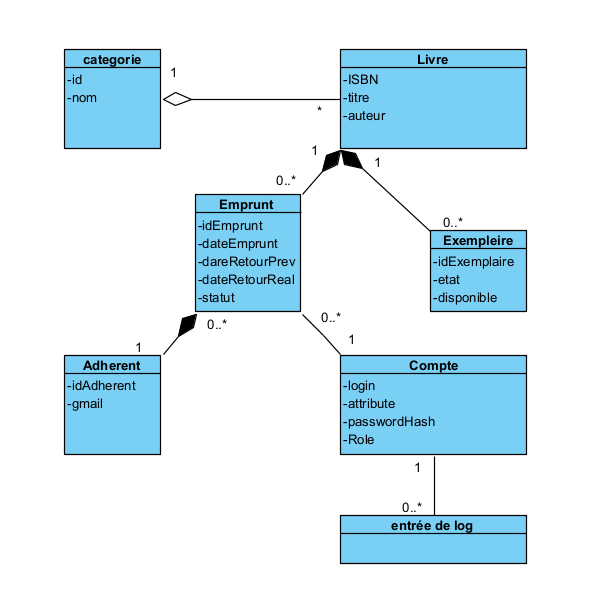 categorie
-id
-nom
1
*
Livre
-ISBN
-titre
-auteur
1
0..*
1
0..*
Emprunt
-idEmprunt
-dateEmprunt
-dareRetourPrev
-dateRetourReal
-statut
Exempleire
-idExemplaire
-etat
-disponible
0..*
1
0..*
1
Adherent
-idAdherent
-gmail
Compte
-login
-attribute
-passwordHash
-Role
1
0..*
entrée de log